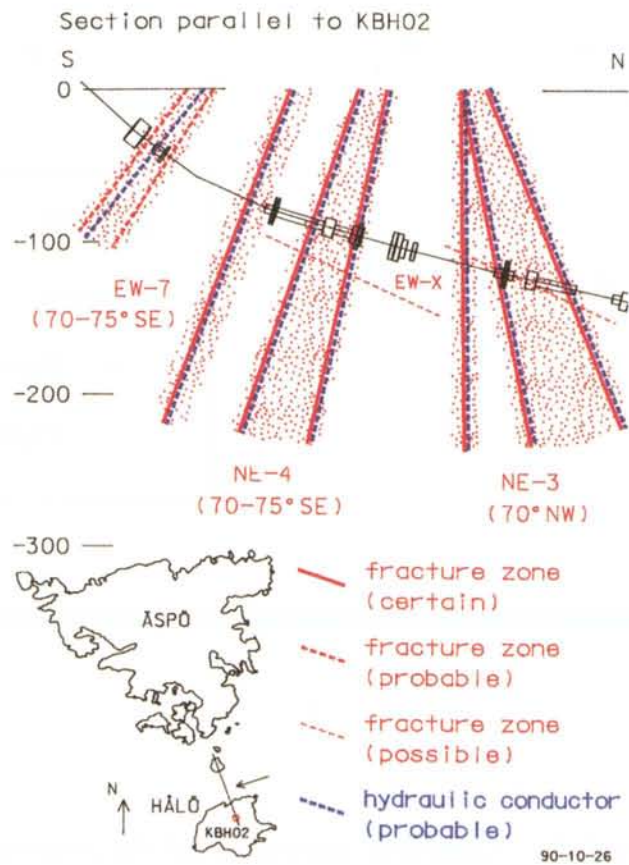 Section parallel to KBH02
S
N
0
-100
EW-7
(70-75°SE)
EW-X
-200
NE-4
(70-75°SE)
NE-3
(70°NW)
-300
ÄSPÖ
fracture zone
(certain)
fracture zone
(probable)
fracture zone
(possible)
N
HÅLÖ
KBH02
hydraulic conductor
(probable)
90-10-26